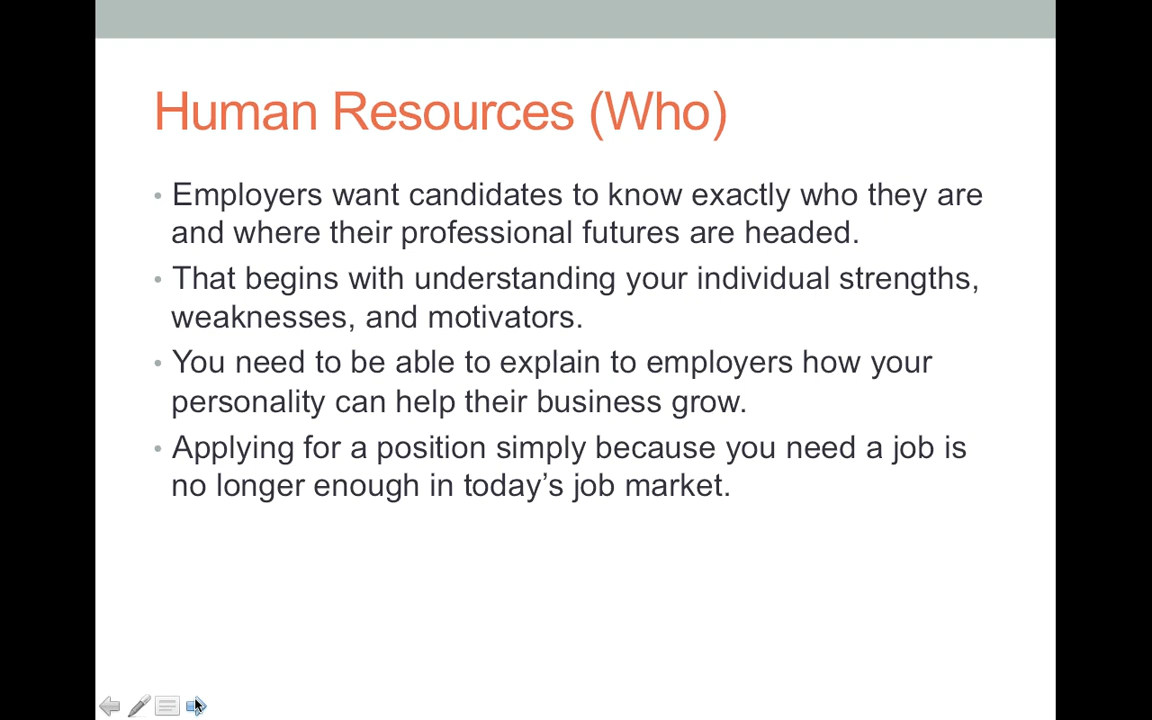 Human Resources (Who)
• Employers want candidates to know exactly who they are
and where their professional futures are headed.
• That begins with understanding your individual strengths,
weaknesses, and motivators.
• You need to be able to explain to employers how your
personality can help their business grow.
• Applying for a position simply because you need a job is
no longer enough in today’s job market.